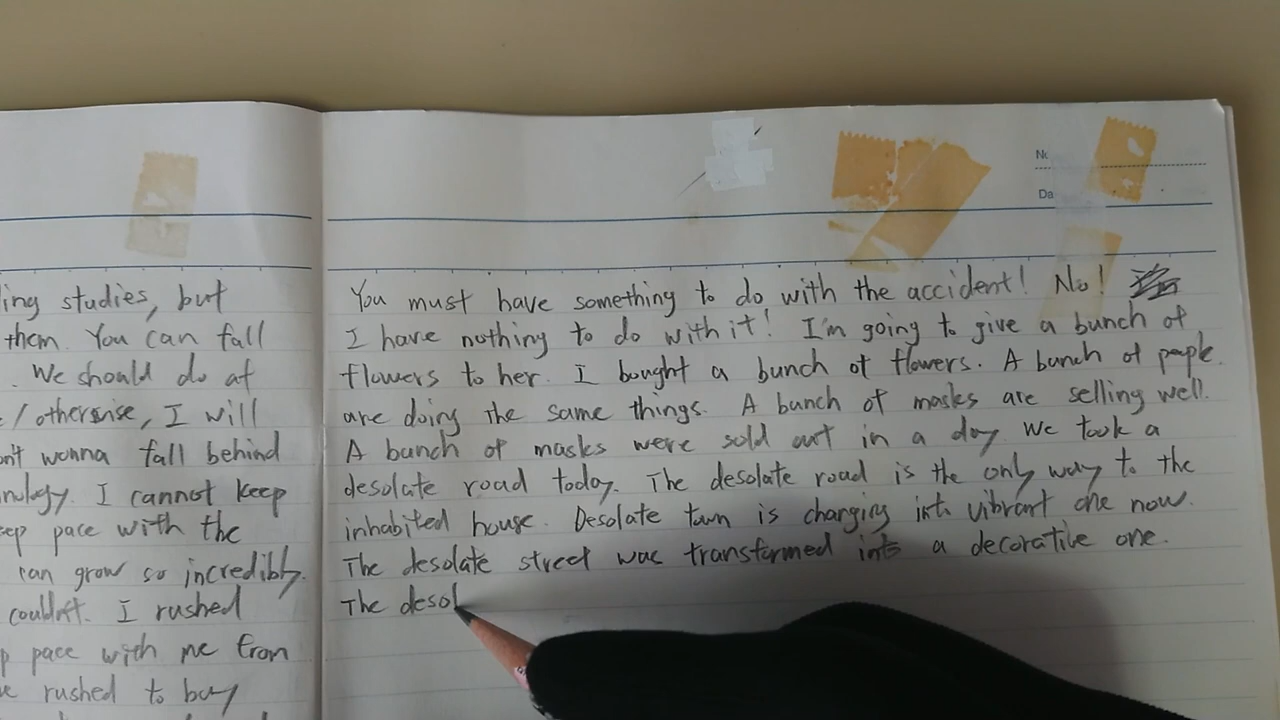 ling studies, but
them. You can fall
. We should do at
e/otherwise, I will
on't wanna fall behind
nology. I cannot keep
eep pace with the
can grow so incredibly.
couldn't. I rushed
p pace with me from
e rushed to buy
No
Da
You must have something to do with the accident! No!
I have nothing to do with it! I'm going to give a bunch of
flowers to her. I bought a bunch of flowers. A bunch of people
are doing the same things. A bunch of masks are selling well.
A bunch of masks were sold out in a day. We took a
desolate road today. The desolate road is the only way to the
inhabited house. Desolate town is changing into vibrant one now.
The desolate street was transformed into a decorative one.
The desol